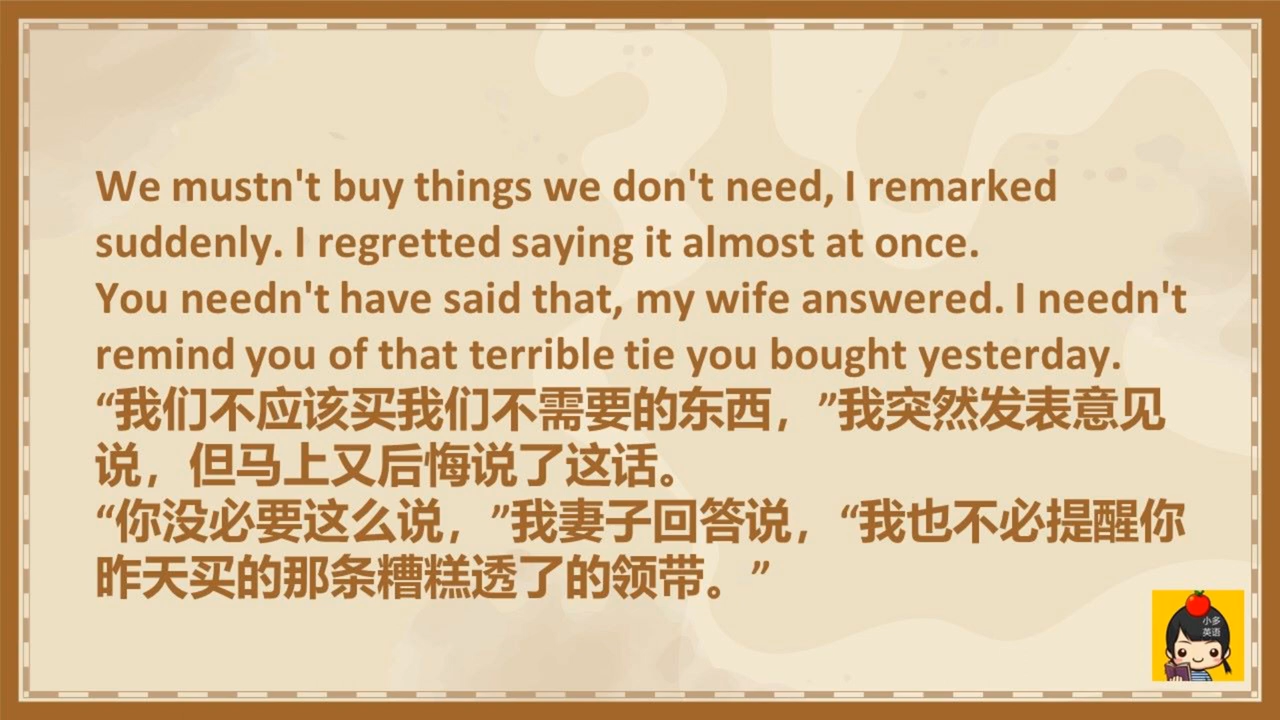 We mustn't buy things we don't need, I remarked
suddenly. I regretted saying it almost at once.
You needn't have said that, my wife answered. I needn't
remind you of that terrible tie you bought yesterday.
“我们不应该买我们不需要的东西，”我突然发表意见
说，但马上又后悔说了这话。
“你没必要这么说，”我妻子回答说，“我也不必提醒你
昨天买的那条糟糕透了的领带。”
小多
英语